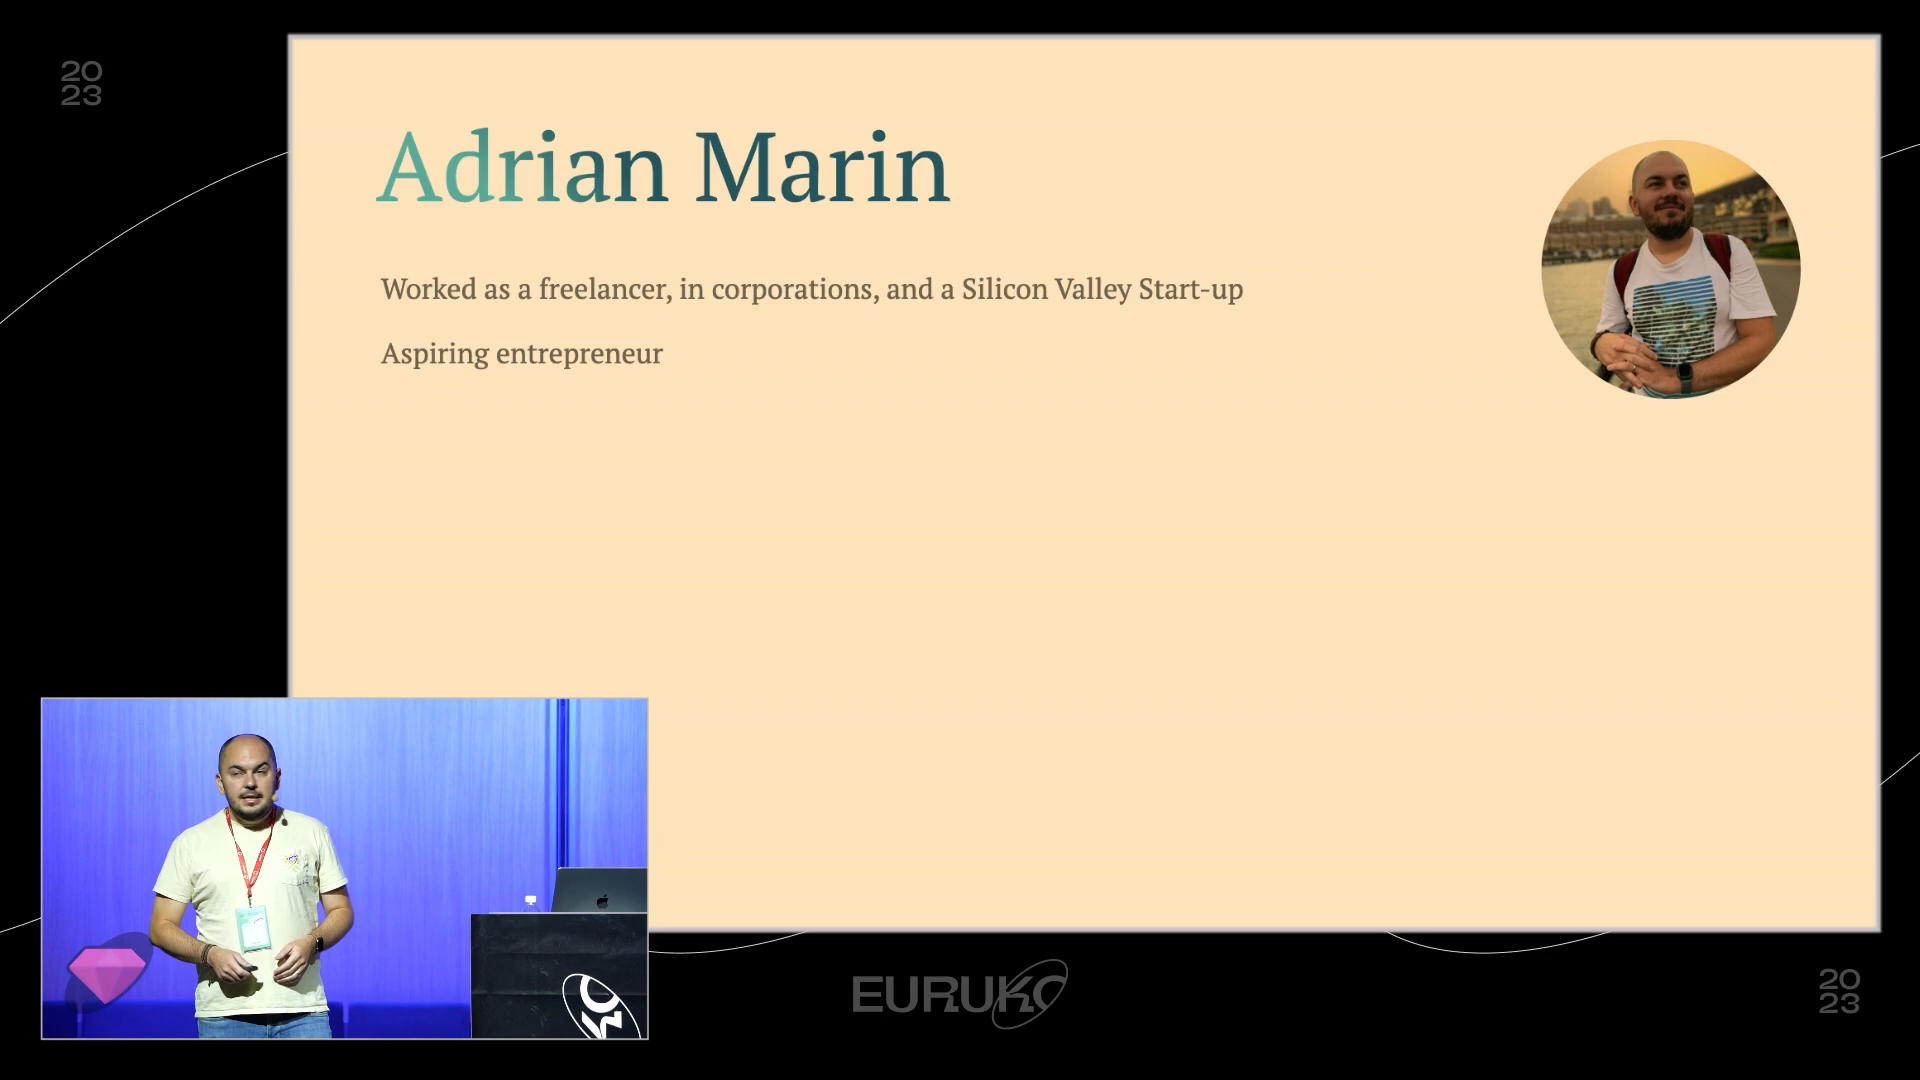 20
23
Adrian Marin
Worked as a freelancer, in corporations, and a Silicon Valley Start-up
Aspiring entrepreneur
EURUKO
20
23